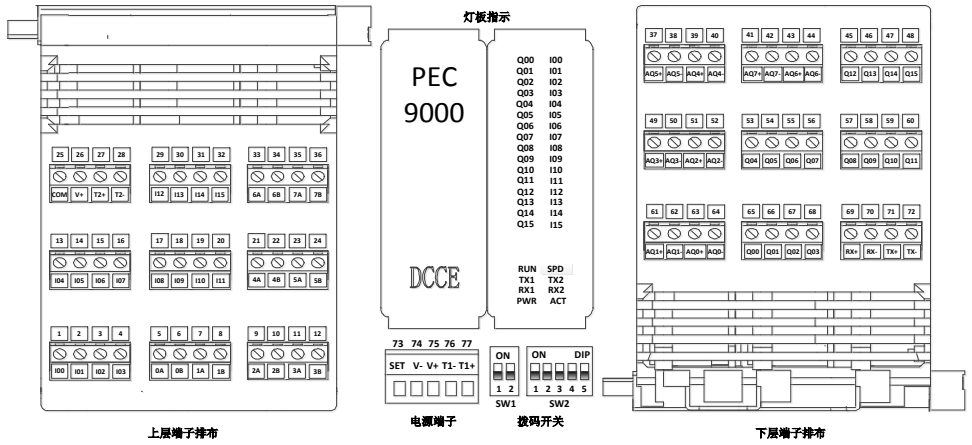 灯板指示
PEC
9000
DCCE
Q00 I00
Q01 I01
Q02 I02
Q03 I03
Q04 I04
Q05 I05
Q06 I06
Q07 I07
Q08 I08
Q09 I09
Q10 I10
Q11 I11
Q12 I12
Q13 I13
Q14 I14
Q15 I15
RUN SPD
TX1 TX2
RX1 RX2
PWR ACT
25 26 27 28 29 30 31 32 33 34 35 36
COM V+ T2+ T2- I12 I13 I14 I15 6A 6B 7A 7B
13 14 15 16 17 18 19 20 21 22 23 24
I04 I05 I06 I07 I08 I09 I10 I11 4A 4B 5A 5B
1 2 3 4 5 6 7 8 9 10 11 12
I00 I01 I02 I03 0A 0B 1A 1B 2A 2B 3A 3B
上层端子排布
73 74 75 76 77
SET V- V+ T1- T1+
电源端子
ON
1 2
SW1
ON DIP
1 2 3 4 5
SW2
拨码开关
37 38 39 40 41 42 43 44 45 46 47 48
AQ5+ AQ5- AQ4+ AQ4- AQ7+ AQ7- AQ6+ AQ6- Q12 Q13 Q14 Q15
49 50 51 52 53 54 55 56 57 58 59 60
AQ3+ AQ3- AQ2+ AQ2- Q04 Q05 Q06 Q07 Q08 Q09 Q10 Q11
61 62 63 64 65 66 67 68 69 70 71 72
AQ1+ AQ1- AQ0+ AQ0- Q00 Q01 Q02 Q03 RX+ RX- TX+ TX-
下层端子排布